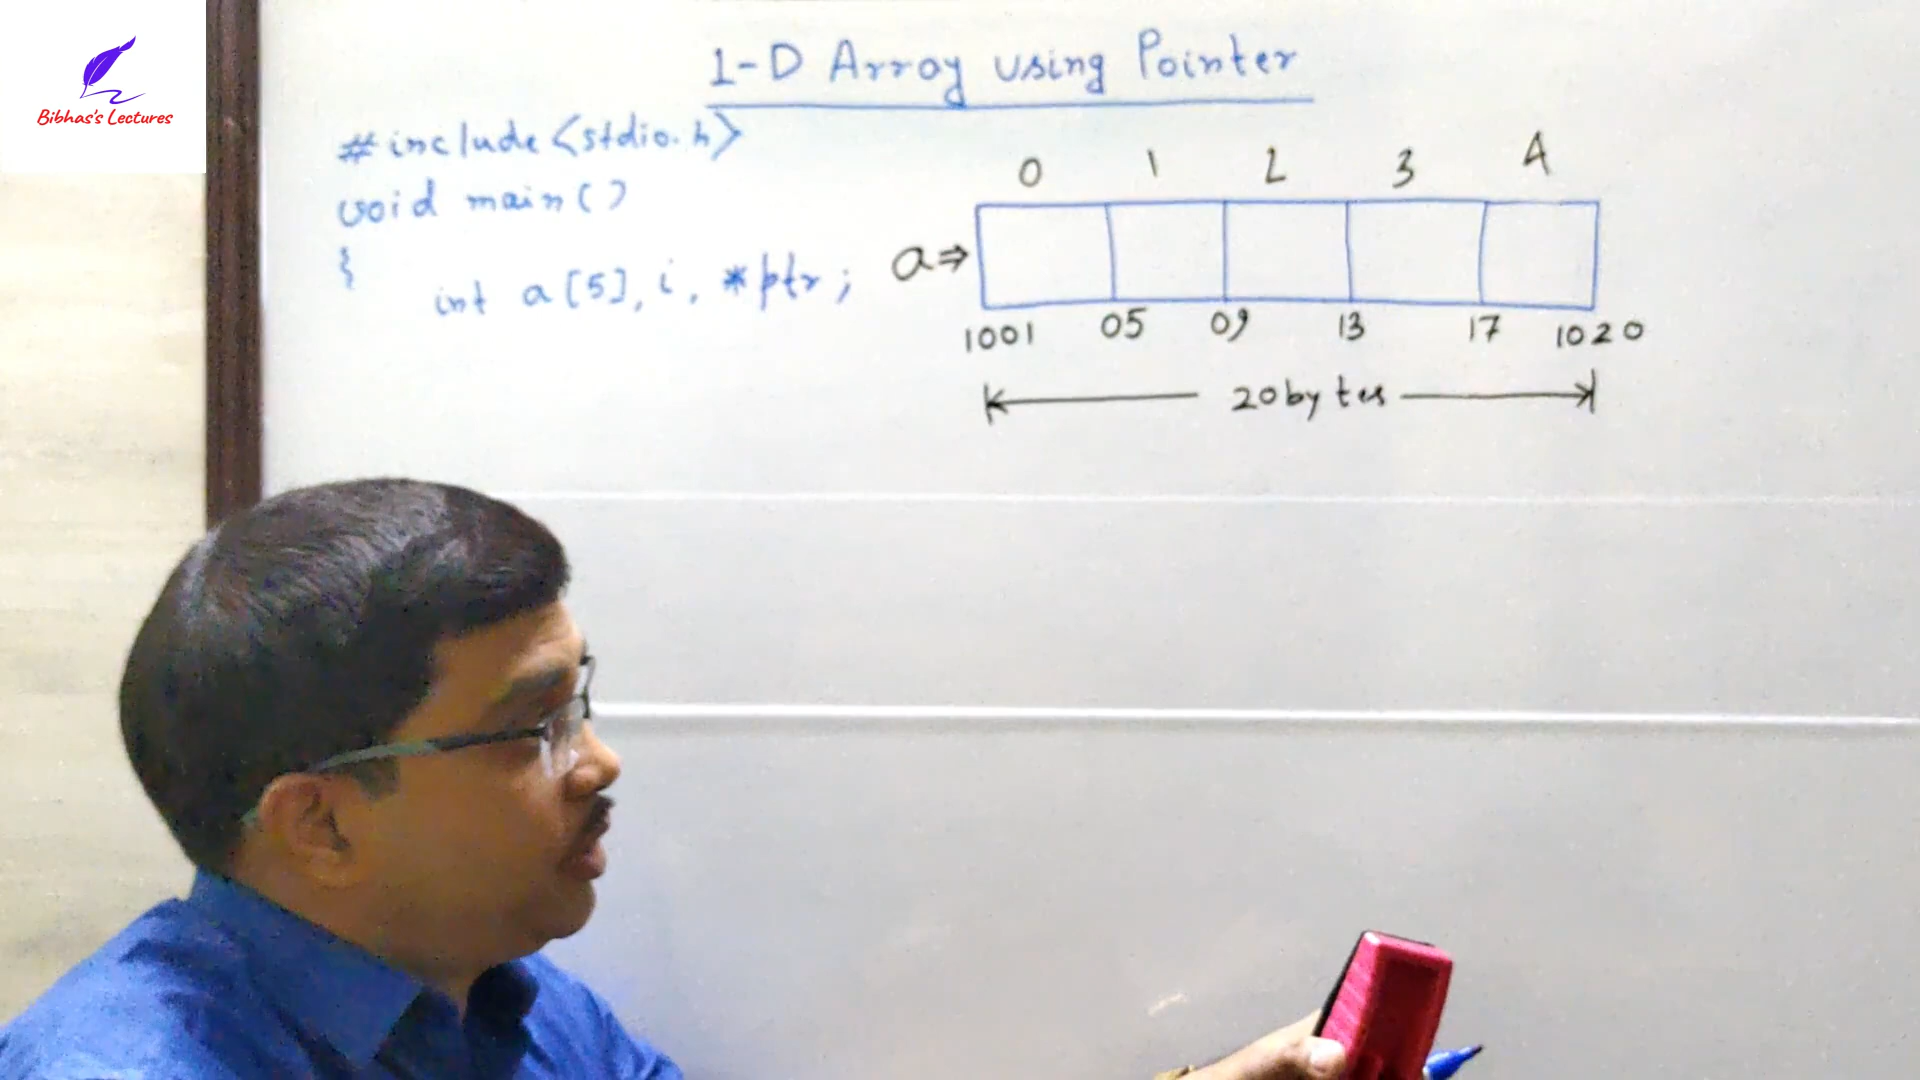 Bibhas's Lectures
1-D Array using Pointer
#include<stdio.h>
void main()
{
int a[5], i, *ptr;
0 1 2 3 4
a⇒
1001 05 09 13 17 1020
20bytes